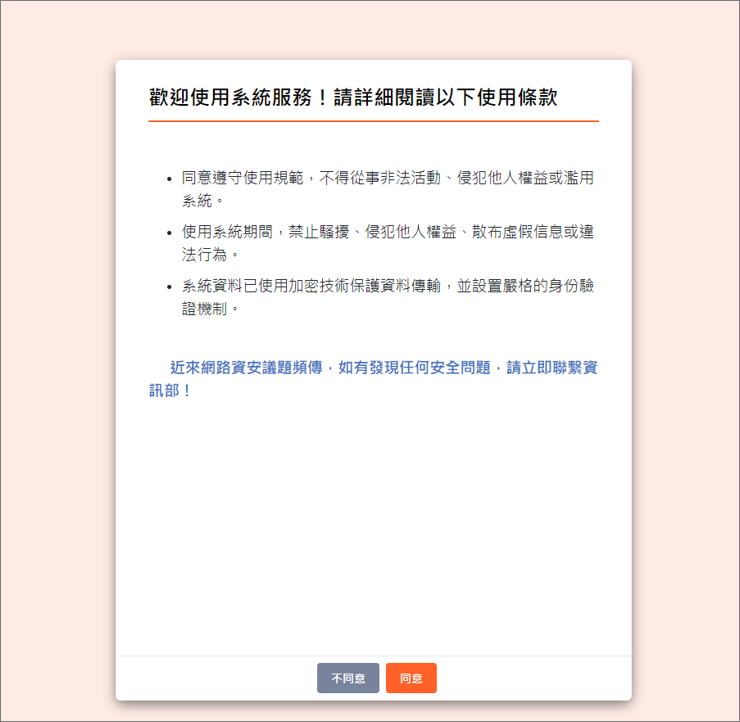 歡迎使用系統服務！請詳細閱讀以下使用條款
• 同意遵守使用規範，不得從事非法活動、侵犯他人權益或濫用
系統。
• 使用系統期間，禁止騷擾、侵犯他人權益、散布虛假信息或違
法行為。
• 系統資料已使用加密技術保護資料傳輸，並設置嚴格的身份驗
證機制。
近來網路資安議題頻傳，如有發現任何安全問題，請立即聯繫資
訊部！
不同意 同意